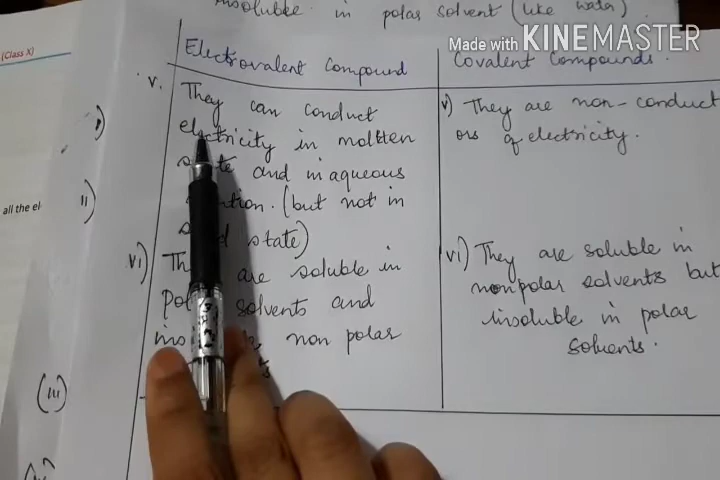 insoluble in polar solvent (like water)
Made with KINEMASTER
(Class X)
Electrovalent Compound
Covalent Compounds.
v. They can conduct
electricity in molten
and in aqueous
(but not in
state)
vi) are soluble in
solvents and
non polar
v) They are non-conduct
ors of electricity.
vi) They are soluble in
nonpolar solvents but
insoluble in polar
solvents.
I)
all the el
II)
(III)